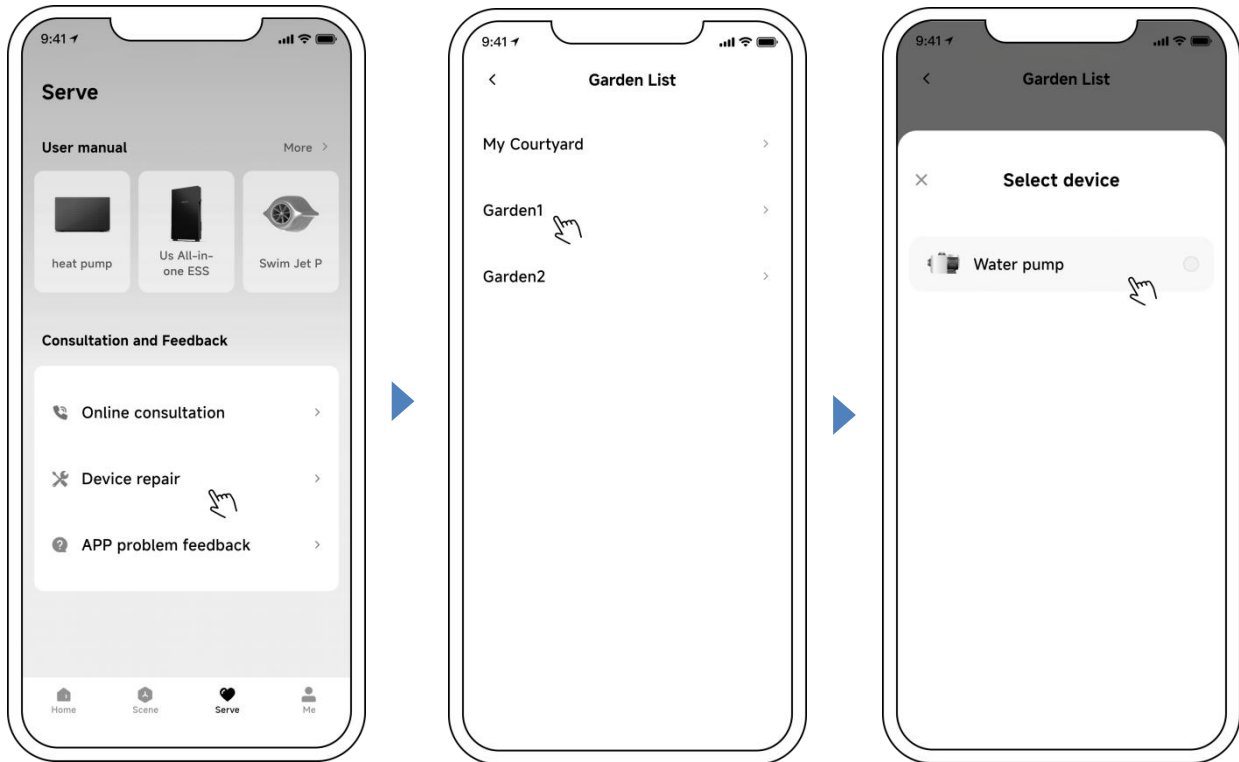 9:41
Serve
User manual
More
heat pump
Us All-in-
one ESS
Swim Jet P
Consultation and Feedback
Online consultation
Device repair
APP problem feedback
Home
Scene
Serve
Me
9:41
Garden List
My Courtyard
Garden1
Garden2
9:41
Garden List
Select device
Water pump